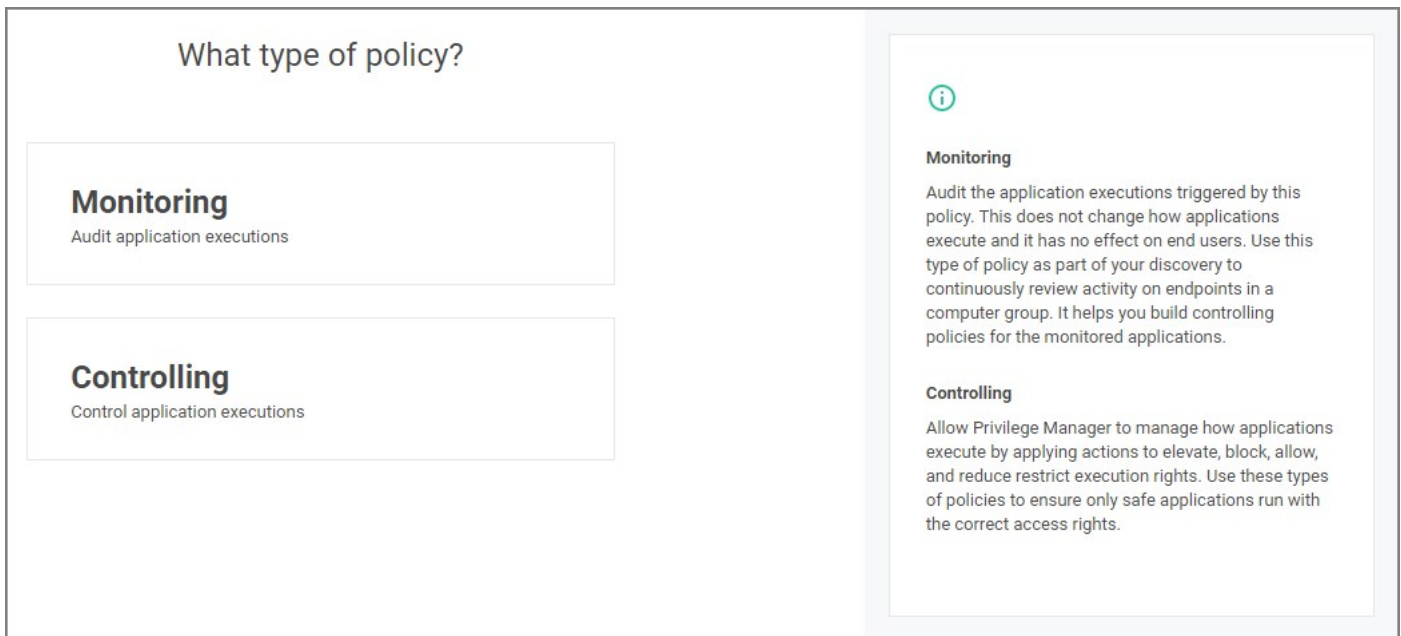 What type of policy?
Monitoring
Audit application executions
Controlling
Control application executions
Monitoring
Audit the application executions triggered by this
policy. This does not change how applications
execute and it has no effect on end users. Use this
type of policy as part of your discovery to
continuously review activity on endpoints in a
computer group. It helps you build controlling
policies for the monitored applications.
Controlling
Allow Privilege Manager to manage how applications
execute by applying actions to elevate, block, allow,
and reduce restrict execution rights. Use these types
of policies to ensure only safe applications run with
the correct access rights.